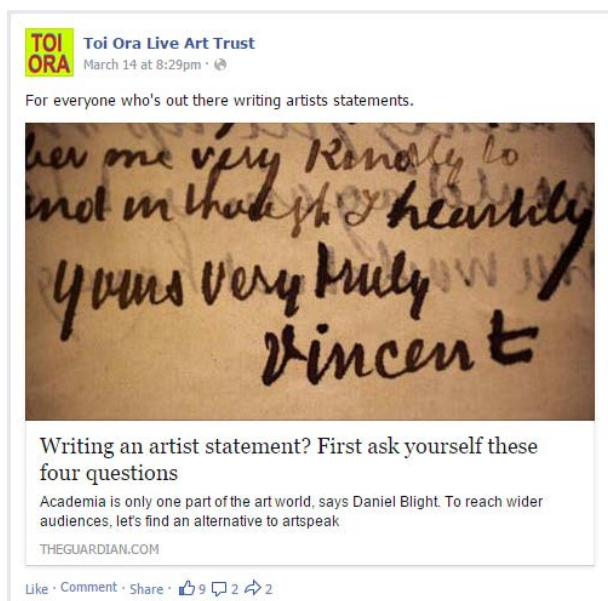 TOI
ORA
Toi Ora Live Art Trust
March 14 at 8:29pm ·
For everyone who's out there writing artists statements.
me very Kindly to
and in thought I heartily
yours very truly
Vincent
Writing an artist statement? First ask yourself these
four questions
Academia is only one part of the art world, says Daniel Blight. To reach wider
audiences, let's find an alternative to artspeak
THEGUARDIAN.COM
Like · Comment · Share · 9 2 2